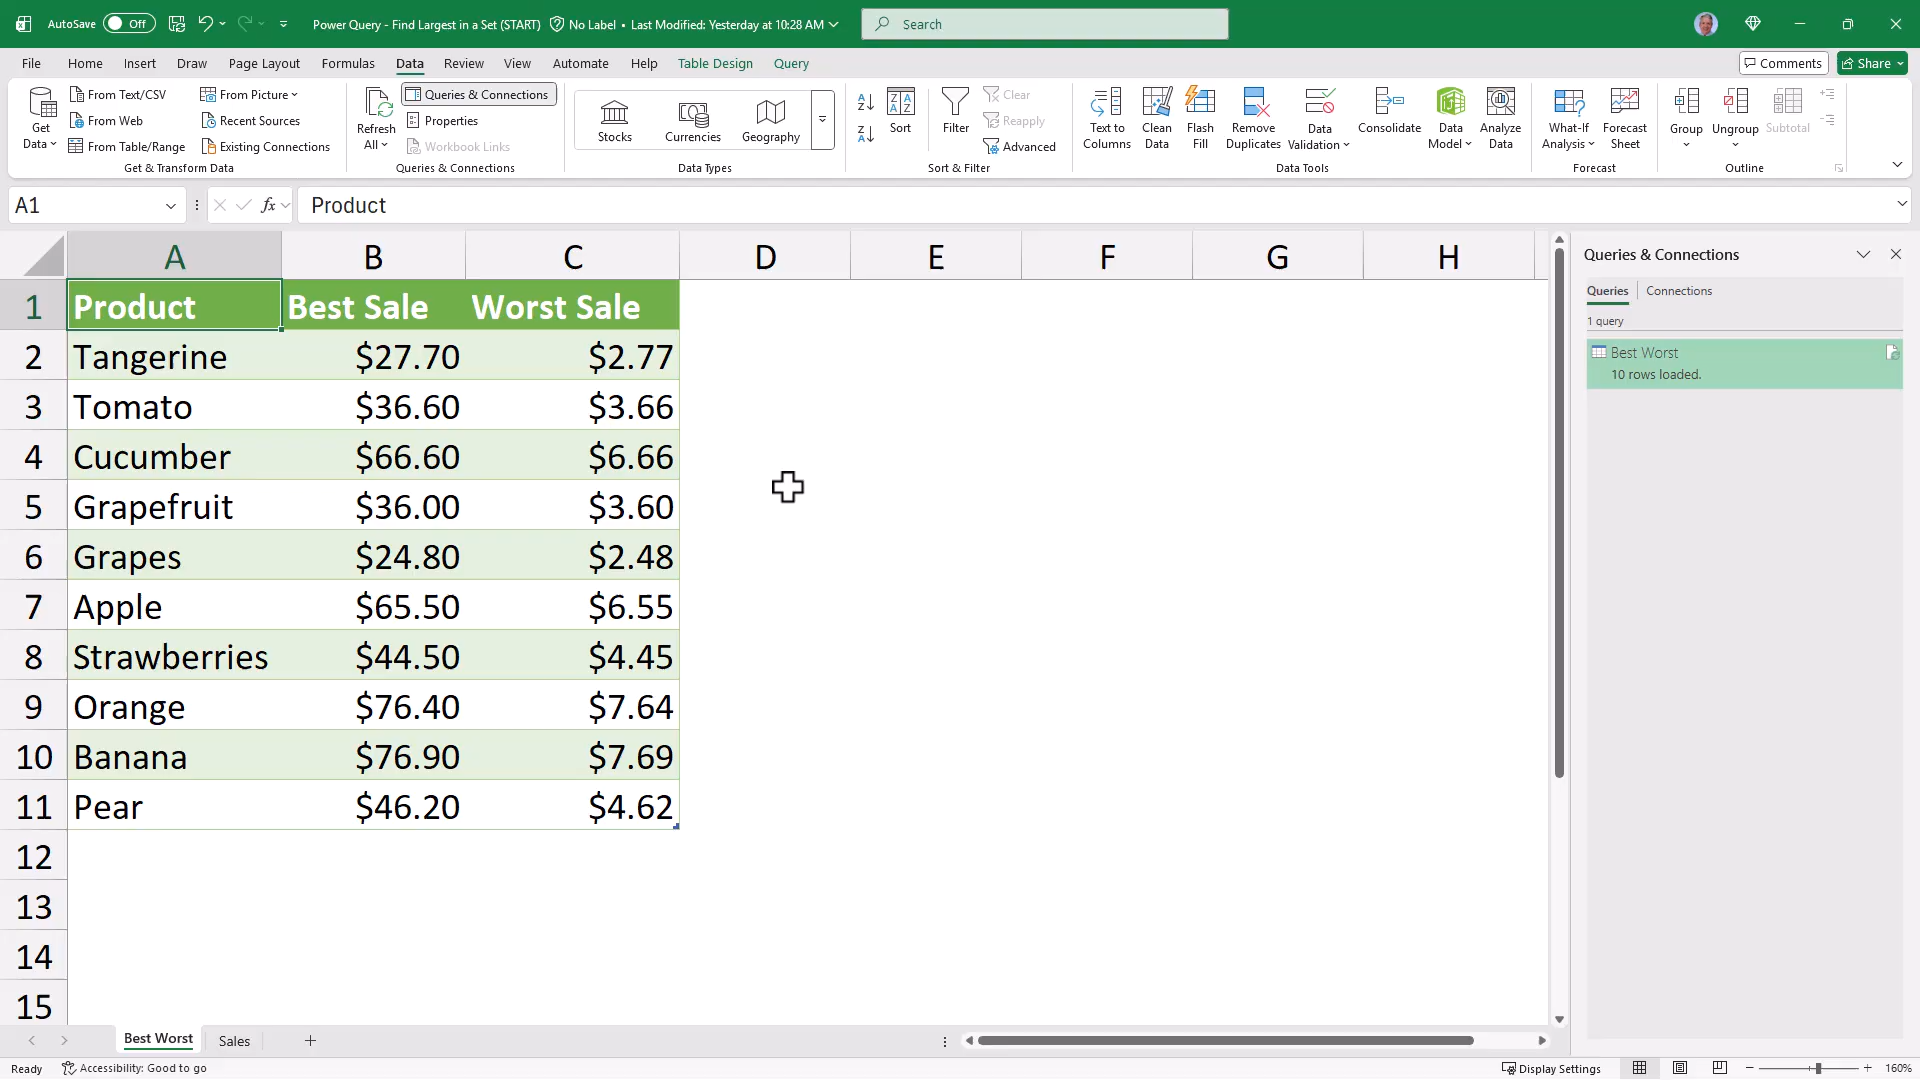 AutoSave Off Power Query - Find Largest in a Set (START) No Label • Last Modified: Yesterday at 10:28 AM Search
File Home Insert Draw Page Layout Formulas Data Review View Automate Help Table Design Query Comments Share
Get Data
From Text/CSV
From Web
From Table/Range
From Picture
Recent Sources
Existing Connections
Get & Transform Data
Refresh All
Queries & Connections
Properties
Workbook Links
Queries & Connections
Stocks Currencies Geography
Data Types
Sort
Filter
Clear
Reapply
Advanced
Sort & Filter
Text to Columns
Clean Data
Flash Fill
Remove Duplicates
Data Validation
Consolidate
Data Model
Analyze Data
Data Tools
What-If Analysis
Forecast Sheet
Forecast
Group
Ungroup
Subtotal
Outline
A1 fx Product
A B C D E F G H
1 Product Best Sale Worst Sale
2 Tangerine $27.70 $2.77
3 Tomato $36.60 $3.66
4 Cucumber $66.60 $6.66
5 Grapefruit $36.00 $3.60
6 Grapes $24.80 $2.48
7 Apple $65.50 $6.55
8 Strawberries $44.50 $4.45
9 Orange $76.40 $7.64
10 Banana $76.90 $7.69
11 Pear $46.20 $4.62
12
13
14
15
Queries & Connections
Queries Connections
1 query
Best Worst
10 rows loaded.
Best Worst Sales
Ready Accessibility: Good to go Display Settings 160%